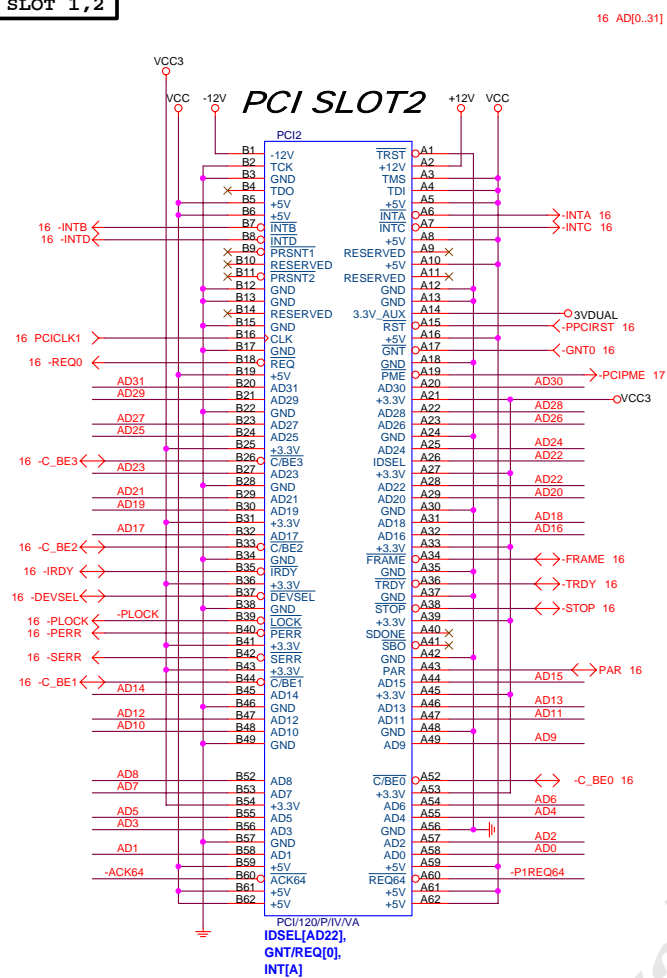 SLOT 1,2
16 AD[0..31]
VCC3
VCC -12V PCI SLOT2 +12V VCC
PCI2
B1 -12V TRST A1
B2 TCK +12V A2
B3 GND TMS A3
B4 TDO TDI A4
B5 +5V +5V A5
B6 +5V INTA A6 -INTA 16
16 -INTB B7 INTB INTC A7 -INTC 16
16 -INTD B8 INTD +5V A8
B9 PRSNT1 RESERVED A9
B10 RESERVED +5V A10
B11 PRSNT2 RESERVED A11
B12 GND GND A12
B13 GND GND A13
B14 RESERVED 3.3V_AUX A14 3VDUAL
B15 GND RST A15 -PPCIRST 16
16 PCICLK1 B16 CLK +5V A16
B17 GND GNT A17 -GNT0 16
16 -REQ0 B18 REQ GND A18
B19 +5V PME A19 -PCIPME 17
AD31 B20 AD31 AD30 A20 AD30
AD29 B21 AD29 +3.3V A21 VCC3
B22 GND AD28 A22 AD28
AD27 B23 AD27 AD26 A23 AD26
AD25 B24 AD25 GND A24
B25 +3.3V AD24 A25 AD24
16 -C_BE3 B26 C/BE3 IDSEL A26 AD22
AD23 B27 AD23 +3.3V A27
B28 GND AD22 A28 AD22
AD21 B29 AD21 AD20 A29 AD20
AD19 B30 AD19 GND A30
B31 +3.3V AD18 A31 AD18
AD17 B32 AD17 AD16 A32 AD16
16 -C_BE2 B33 C/BE2 +3.3V A33
B34 GND FRAME A34 -FRAME 16
16 -IRDY B35 IRDY GND A35
B36 +3.3V TRDY A36 -TRDY 16
16 -DEVSEL B37 DEVSEL GND A37
B38 GND STOP A38 -STOP 16
16 -PLOCK -PLOCK B39 LOCK +3.3V A39
16 -PERR B40 PERR SDONE A40
B41 +3.3V SBO A41
16 -SERR B42 SERR GND A42
B43 +3.3V PAR A43 PAR 16
16 -C_BE1 B44 C/BE1 AD15 A44 AD15
AD14 B45 AD14 +3.3V A45
B46 GND AD13 A46 AD13
AD12 B47 AD12 AD11 A47 AD11
AD10 B48 AD10 GND A48
B49 GND AD9 A49 AD9
AD8 B52 AD8 C/BE0 A52 -C_BE0 16
AD7 B53 AD7 +3.3V A53
B54 +3.3V AD6 A54 AD6
AD5 B55 AD5 AD4 A55 AD4
AD3 B56 AD3 GND A56
B57 GND AD2 A57 AD2
AD1 B58 AD1 AD0 A58 AD0
B59 +5V +5V A59
-ACK64 B60 ACK64 REQ64 A60 -P1REQ64
B61 +5V +5V A61
B62 +5V +5V A62
PCI/120/P/IV/VA
IDSEL[AD22],
GNT/REQ[0],
INT[A]